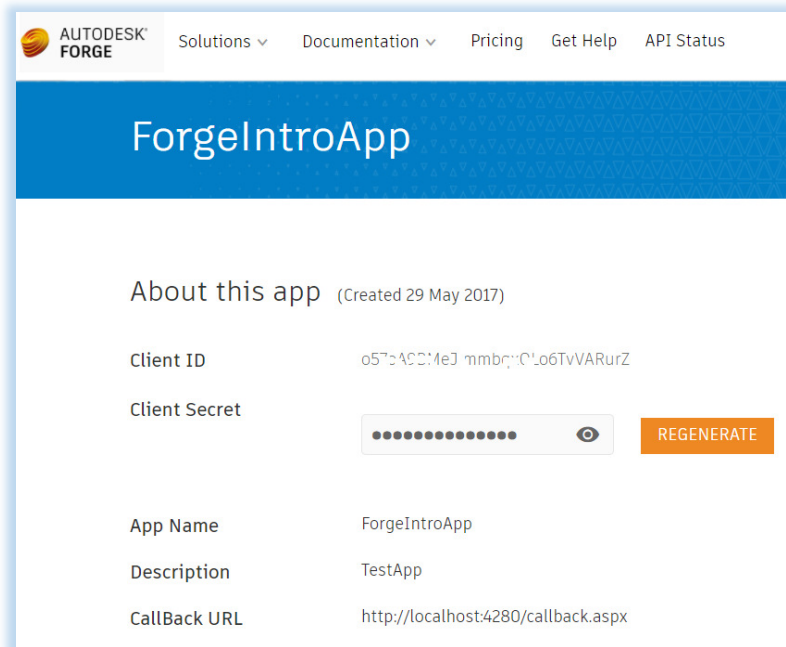 AUTODESK®
FORGE
Solutions Documentation Pricing Get Help API Status
ForgeIntroApp
About this app (Created 29 May 2017)
Client ID
Client Secret
●●●●●●●●●●●●●● REGENERATE
App Name ForgeIntroApp
Description TestApp
CallBack URL http://localhost:4280/callback.aspx